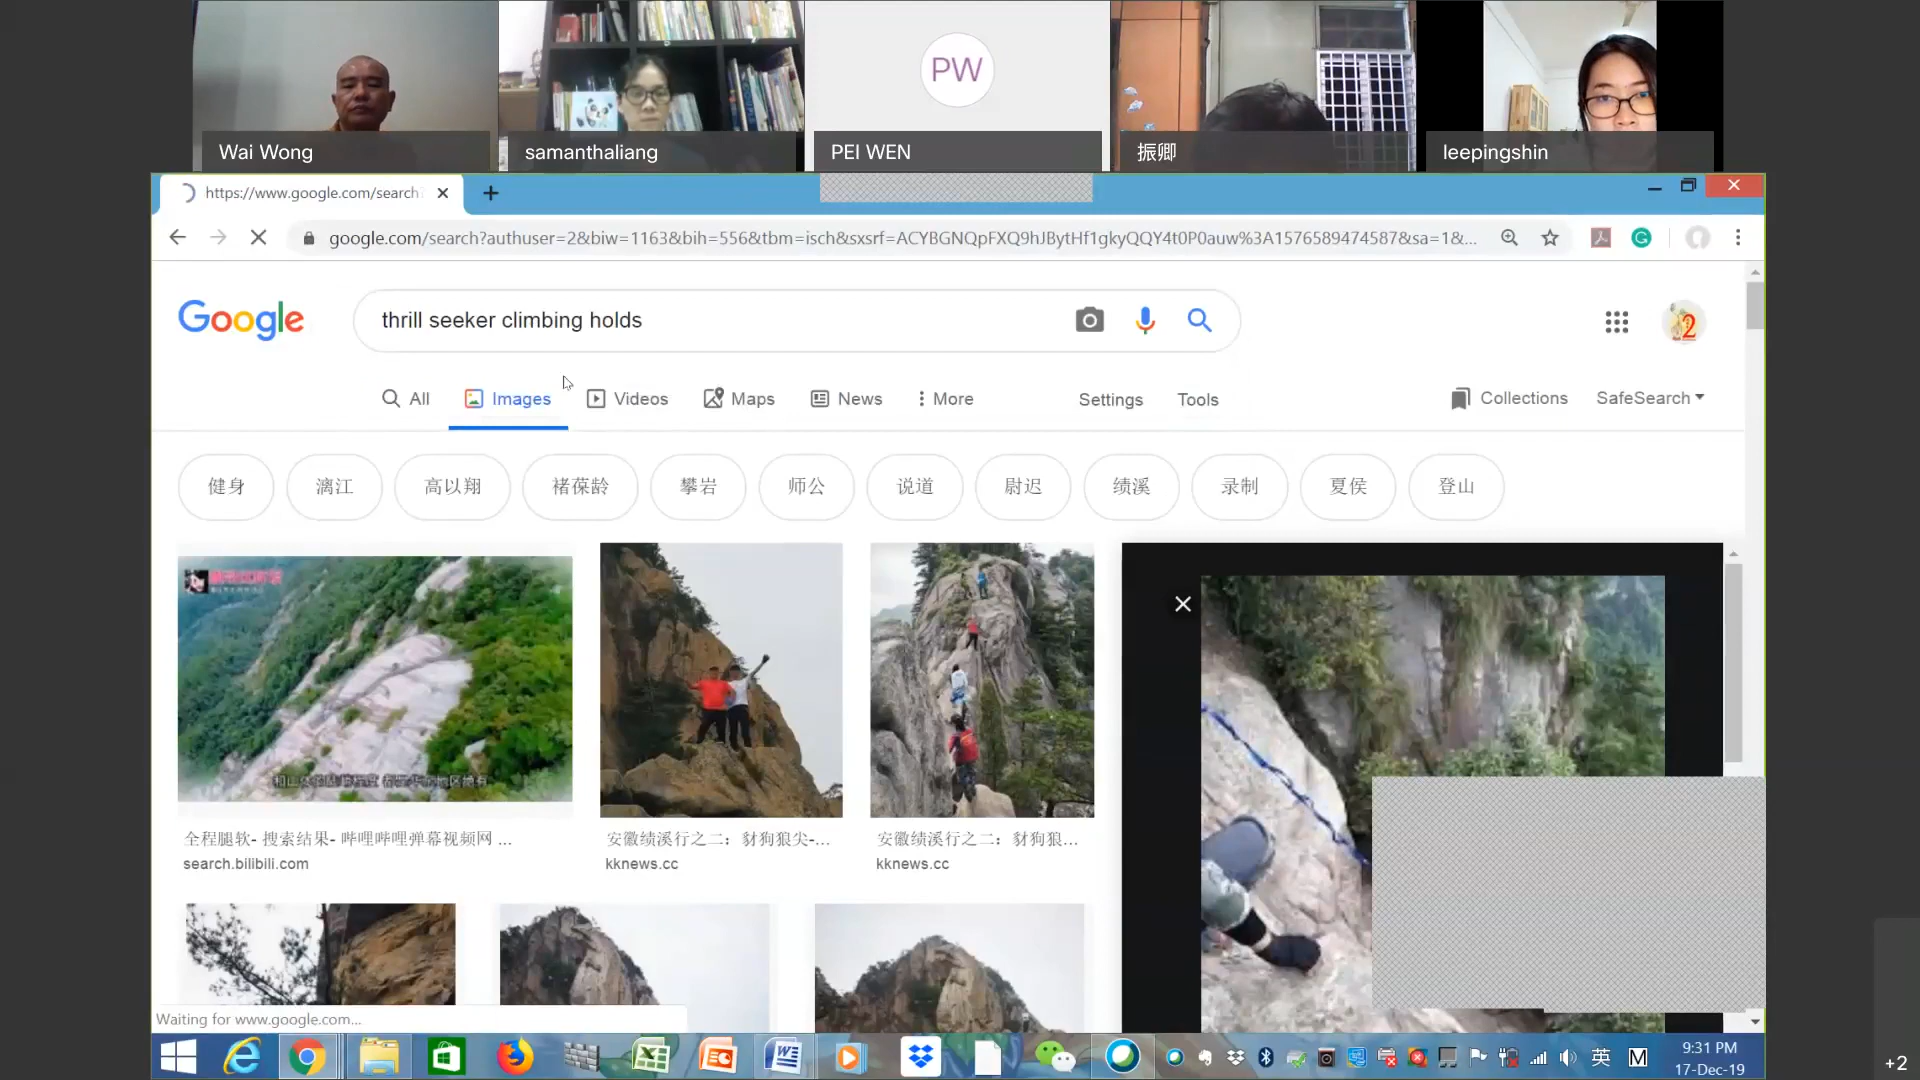 Wai Wong
samanthaliang
PW
PEI WEN
振卿
leepingshin
https://www.google.com/search?
google.com/search?authuser=2&biw=1163&bih=556&tbm=isch&sxsrf=ACYBGNQpFXQ9hJBytHf1gkyQQY4t0P0auw%3A1576589474587&sa=1&...
Google
thrill seeker climbing holds
2
All
Images
Videos
Maps
News
More
Settings
Tools
Collections
SafeSearch
健身
漓江
高以翔
褚葆龄
攀岩
师公
说道
尉迟
绩溪
录制
夏侯
登山
全程腿软- 搜索结果- 哔哩哔哩弹幕视频网 ...
search.bilibili.com
安徽绩溪行之二：豺狗狼尖-...
kknews.cc
安徽绩溪行之二：豺狗狼...
kknews.cc
Waiting for www.google.com...
英
M
9:31 PM
17-Dec-19
+2